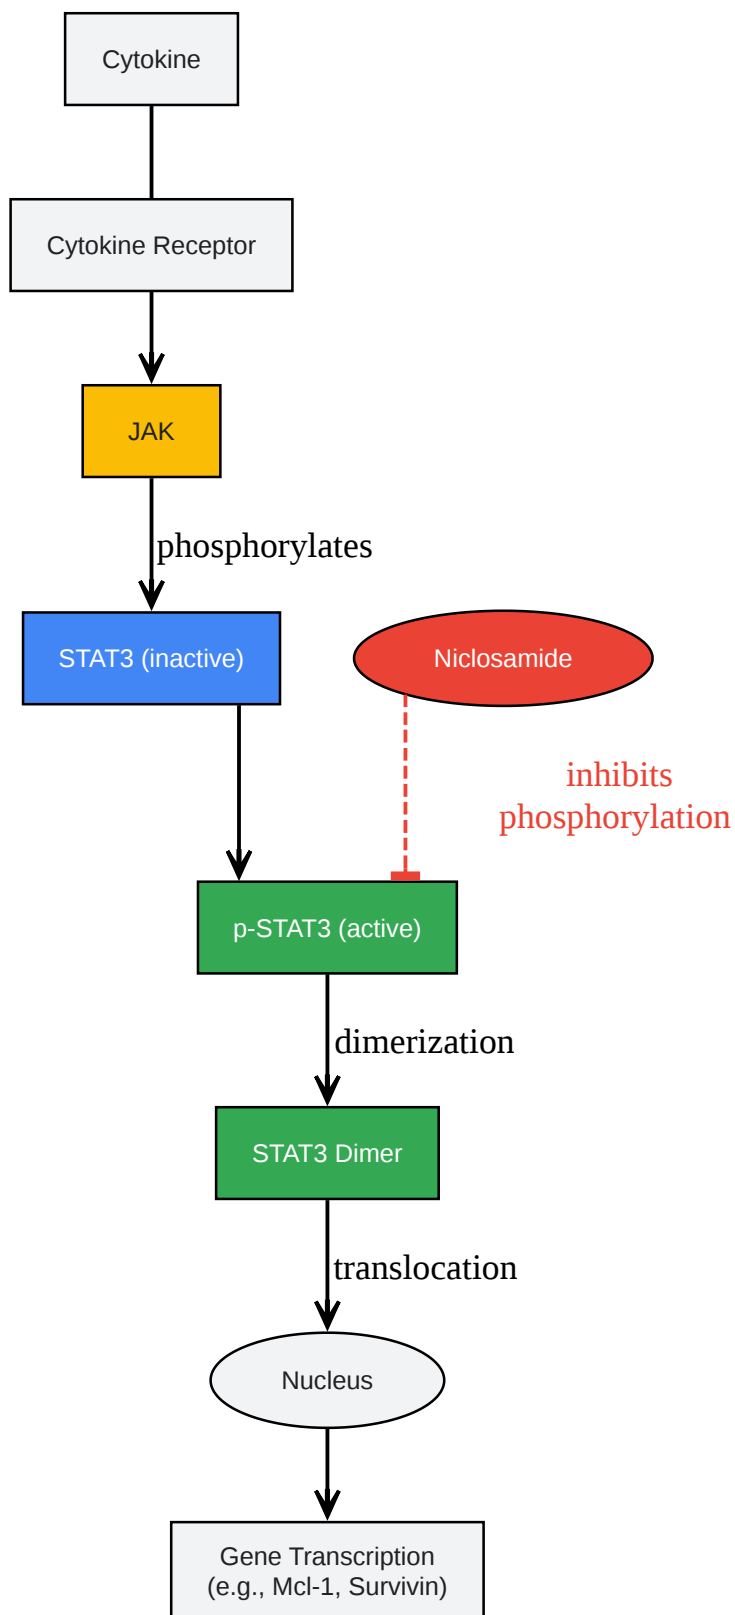 Cytokine
Cytokine Receptor
JAK
phosphorylates
STAT3 (inactive)
Niclosamide
inhibits
phosphorylation
p-STAT3 (active)
dimerization
STAT3 Dimer
translocation
Nucleus
Gene Transcription
(e.g., Mcl-1, Survivin)